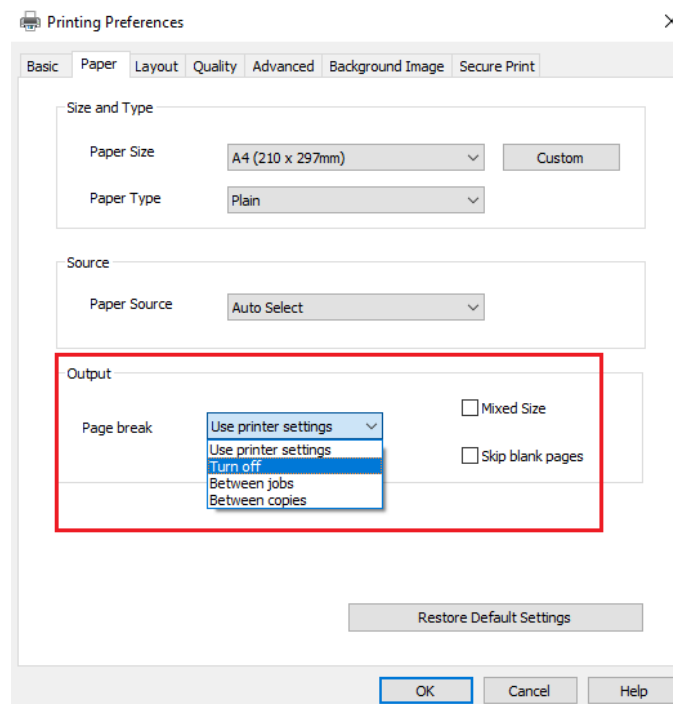 Printing Preferences
Basic Paper Layout Quality Advanced Background Image Secure Print
Size and Type
Paper Size A4 (210 x 297mm) Custom
Paper Type Plain
Source
Paper Source Auto Select
Output
Page break Use printer settings Mixed Size
Use printer settings
Turn off Skip blank pages
Between jobs
Between copies
Restore Default Settings
OK Cancel Help